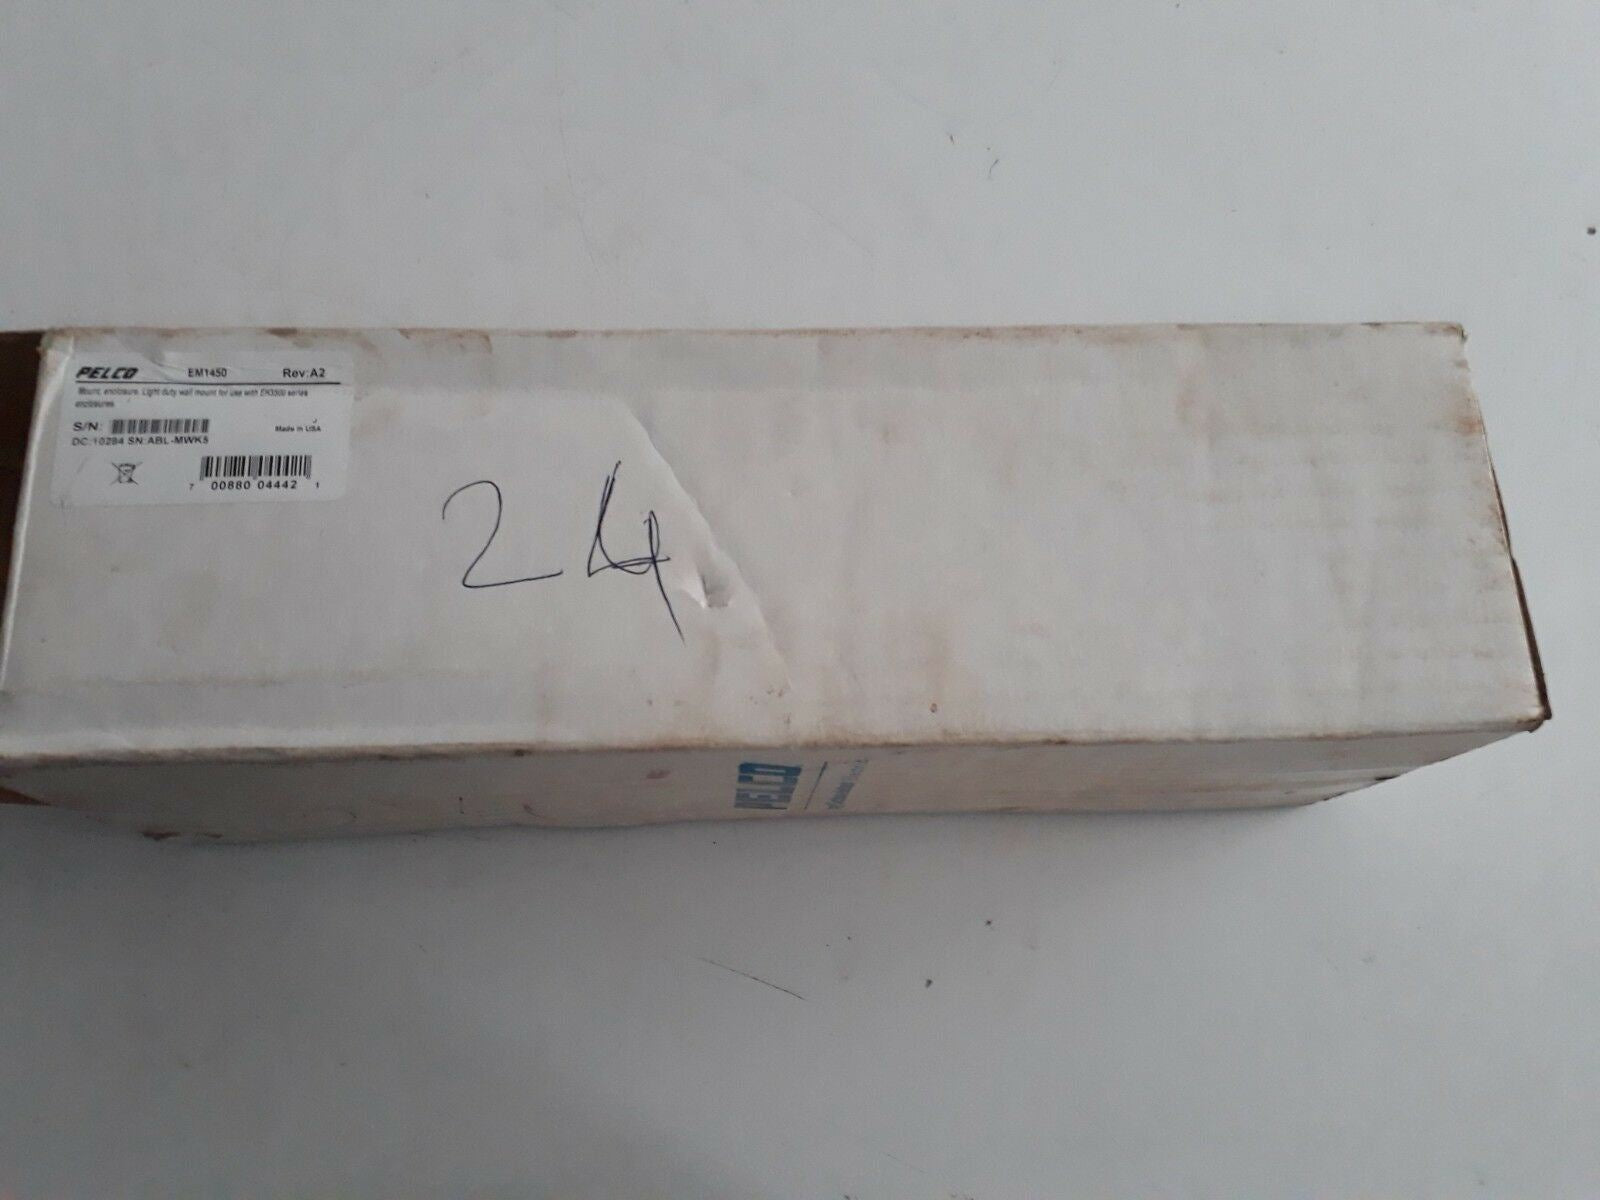 PELCO EM1450 Rev:A2
Mount, enclosure. Light duty wall mount for use with EH3500 series
enclosures
S/N:
Made in USA
DC:10284 SN:ABL-MWK5
7 00880 04442 1
24
PELCO